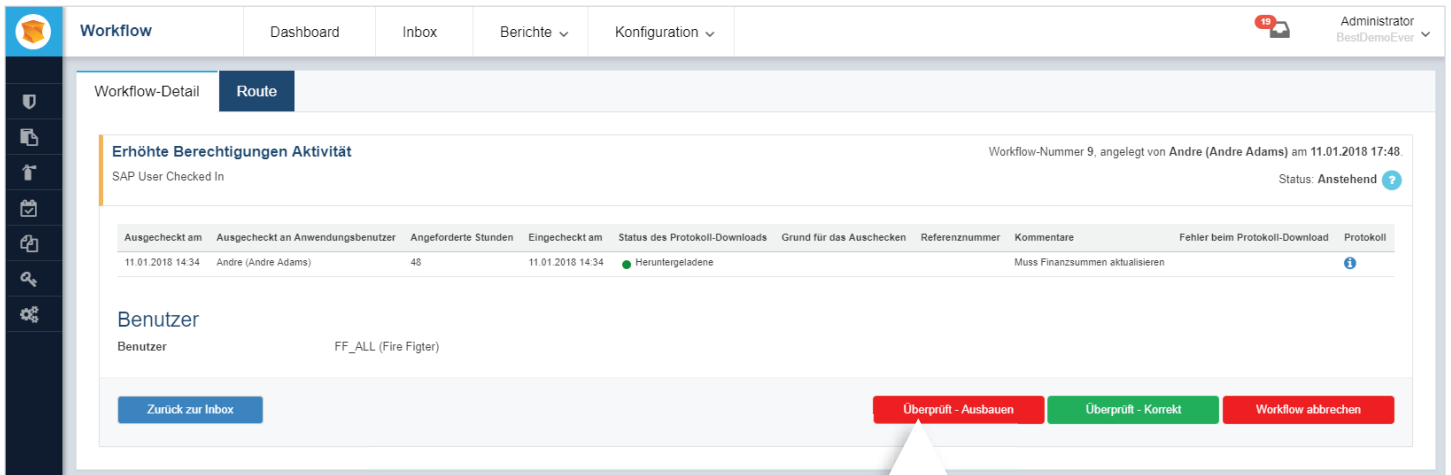 Workflow Dashboard Inbox Berichte Konfiguration 19 Administrator
BestDemoEver
Workflow-Detail Route
Erhöhte Berechtigungen Aktivität Workflow-Nummer 9, angelegt von Andre (Andre Adams) am 11.01.2018 17:48.
SAP User Checked In Status: Anstehend ?
Ausgecheckt am Ausgecheckt an Anwendungsbenutzer Angeforderte Stunden Eingecheckt am Status des Protokoll-Downloads Grund für das Auschecken Referenznummer Kommentare Fehler beim Protokoll-Download Protokoll
11.01.2018 14:34 Andre (Andre Adams) 48 11.01.2018 14:34 Heruntergeladene Muss Finanzsummen aktualisieren
Benutzer
Benutzer FF_ALL (Fire Figter)
Zurück zur Inbox Überprüft - Ausbauen Überprüft - Korrekt Workflow abbrechen